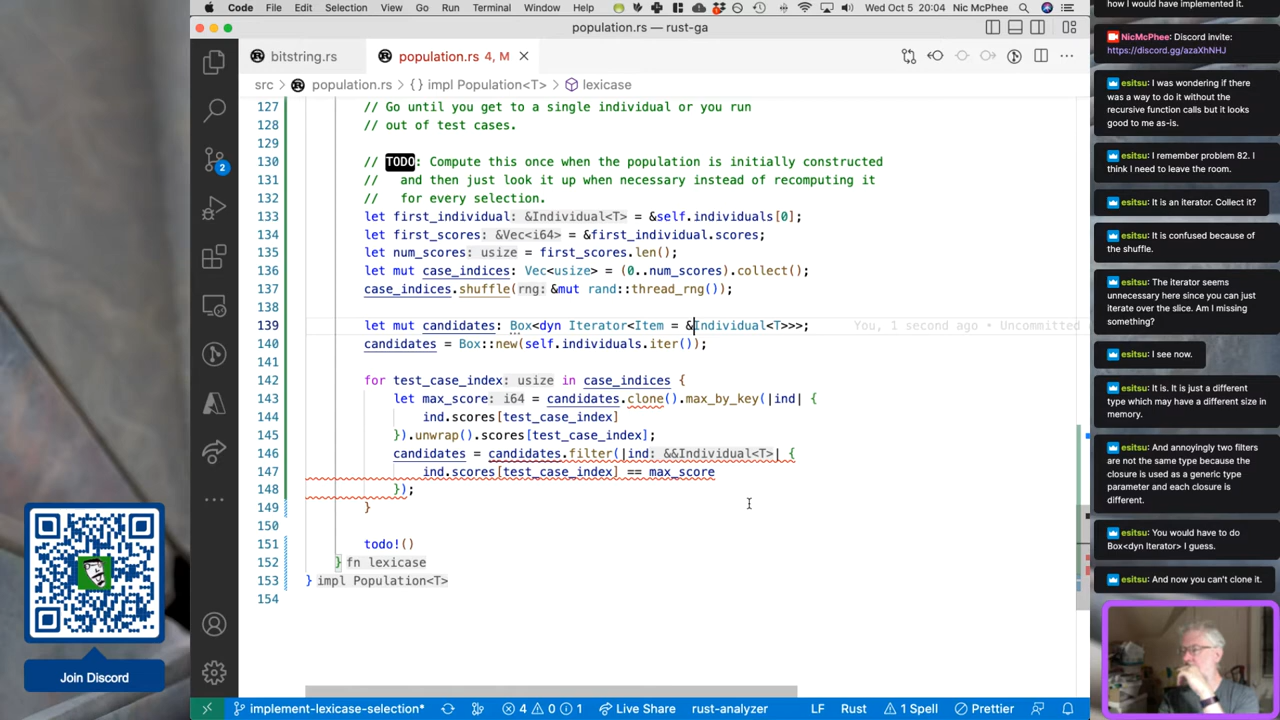 Code File Edit Selection View Go Run Terminal Window Help Wed Oct 5 20:04 Nic McPhee
population.rs — rust-ga
bitstring.rs
population.rs 4, M
src > population.rs > {} impl Population<T> > lexicase
127 // Go until you get to a single individual or you run
128 // out of test cases.
129
130 // TODO: Compute this once when the population is initially constructed
131 // and then just look it up when necessary instead of recomputing it
132 // for every selection.
133 let first_individual: &Individual<T> = &self.individuals[0];
134 let first_scores: &Vec<i64> = &first_individual.scores;
135 let num_scores: usize = first_scores.len();
136 let mut case_indices: Vec<usize> = (0..num_scores).collect();
137 case_indices.shuffle(rng: &mut rand::thread_rng());
138
139 let mut candidates: Box<dyn Iterator<Item = &Individual<T>>>; You, 1 second ago • Uncommitted
140 candidates = Box::new(self.individuals.iter());
141
142 for test_case_index: usize in case_indices {
143 let max_score: i64 = candidates.clone().max_by_key(|ind| {
144 ind.scores[test_case_index]
145 }).unwrap().scores[test_case_index];
146 candidates = candidates.filter(|ind: &&Individual<T>| {
147 ind.scores[test_case_index] == max_score
148 });
149 }
150
151 todo!()
152 } fn lexicase
153 } impl Population<T>
154
2
Join Discord
implement-lexicase-selection* 4 0 1 Live Share rust-analyzer LF Rust 1 Spell Prettier
how I would have implemented it.
NicMcPhee: Discord invite:
https://discord.gg/azaXhNHJ
esitsu: I was wondering if there
was a way to do it without the
recursive function calls but it looks
good to me as-is.
esitsu: I remember problem 82. I
think I need to leave the room.
esitsu: It is an iterator. Collect it?
esitsu: It is confused because of
the shuffle.
esitsu: The iterator seems
unnecessary here since you can just
iterate over the slice. Am I missing
something?
esitsu: I see now.
esitsu: It is. It is just a different
type which may have a different size in
memory.
esitsu: And annoyingly two filters
are not the same type because the
closure is used as a generic type
parameter and each closure is
different.
esitsu: You would have to do
Box<dyn Iterator> I guess.
esitsu: And now you can't clone it.